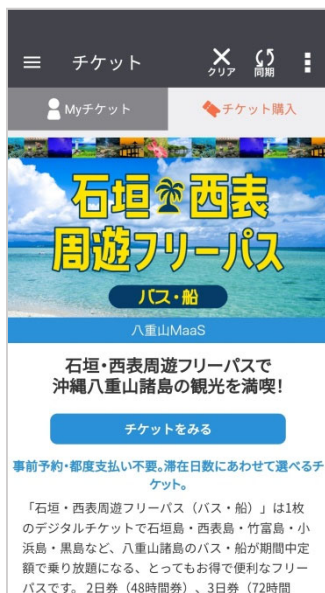 チケット
クリア
同期
Myチケット
チケット購入
石垣 西表
周遊フリーパス
バス・船
八重山MaaS
石垣・西表周遊フリーパスで
沖縄八重山諸島の観光を満喫!
チケットをみる
事前予約・都度支払い不要。滞在日数にあわせて選べるチ
ケット。
「石垣・西表周遊フリーパス（バス・船）」は1枚
のデジタルチケットで石垣島・西表島・竹富島・小
浜島・黒島など、八重山諸島のバス・船が期間中定
額で乗り放題になる、とってもお得で便利なフリー
パスです。 2日券（48時間券）、3日券（72時間